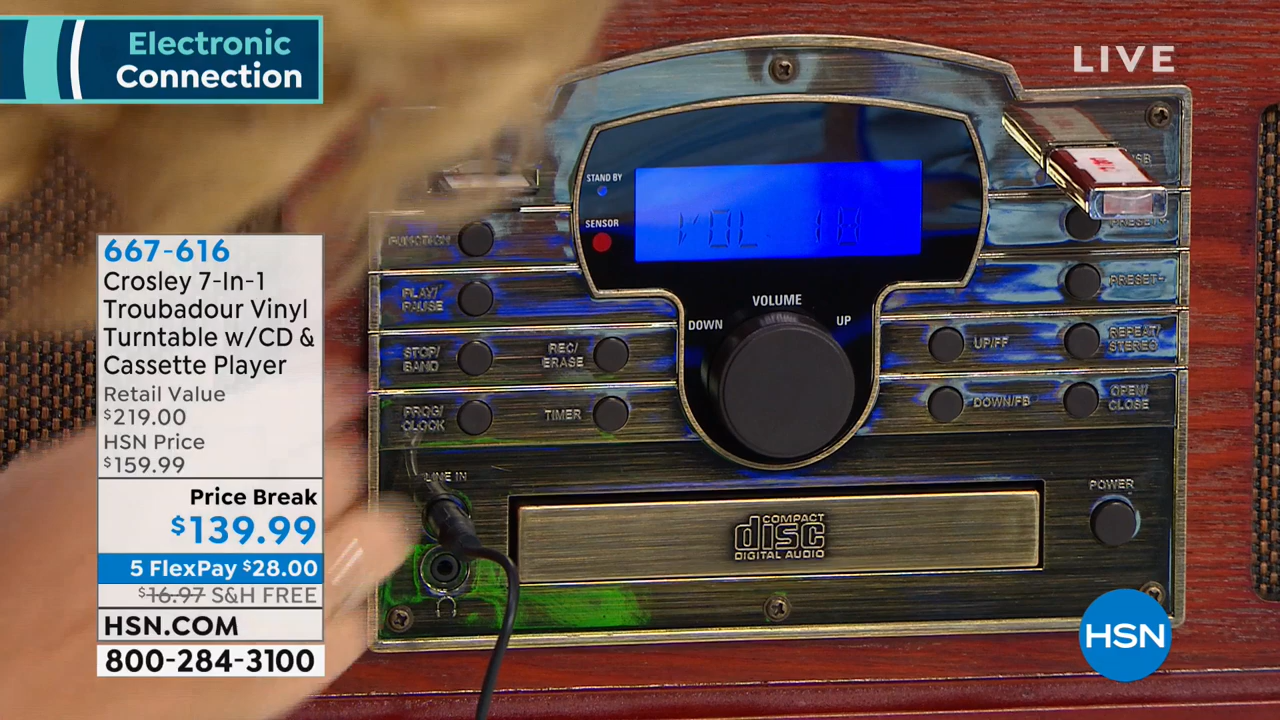 Electronic
Connection
LIVE
667-616
Crosley 7-In-1
Troubadour Vinyl
Turntable w/CD &
Cassette Player
Retail Value
$219.00
HSN Price
$159.99
Price Break
$139.99
5 FlexPay $28.00
$16.97 S&H FREE
HSN.COM
800-284-3100
STAND BY
SENSOR
VOL 18
VOLUME
DOWN
UP
FUNCTION
PLAY/
PAUSE
STOP/
BAND
REC/
ERASE
PROG/
CLOCK
TIMER
UP/FF
REPEAT/
STEREO
DOWN/FB
OPEN/
CLOSE
PRESET-
LINE IN
COMPACT
disc
DIGITAL AUDIO
POWER
HSN